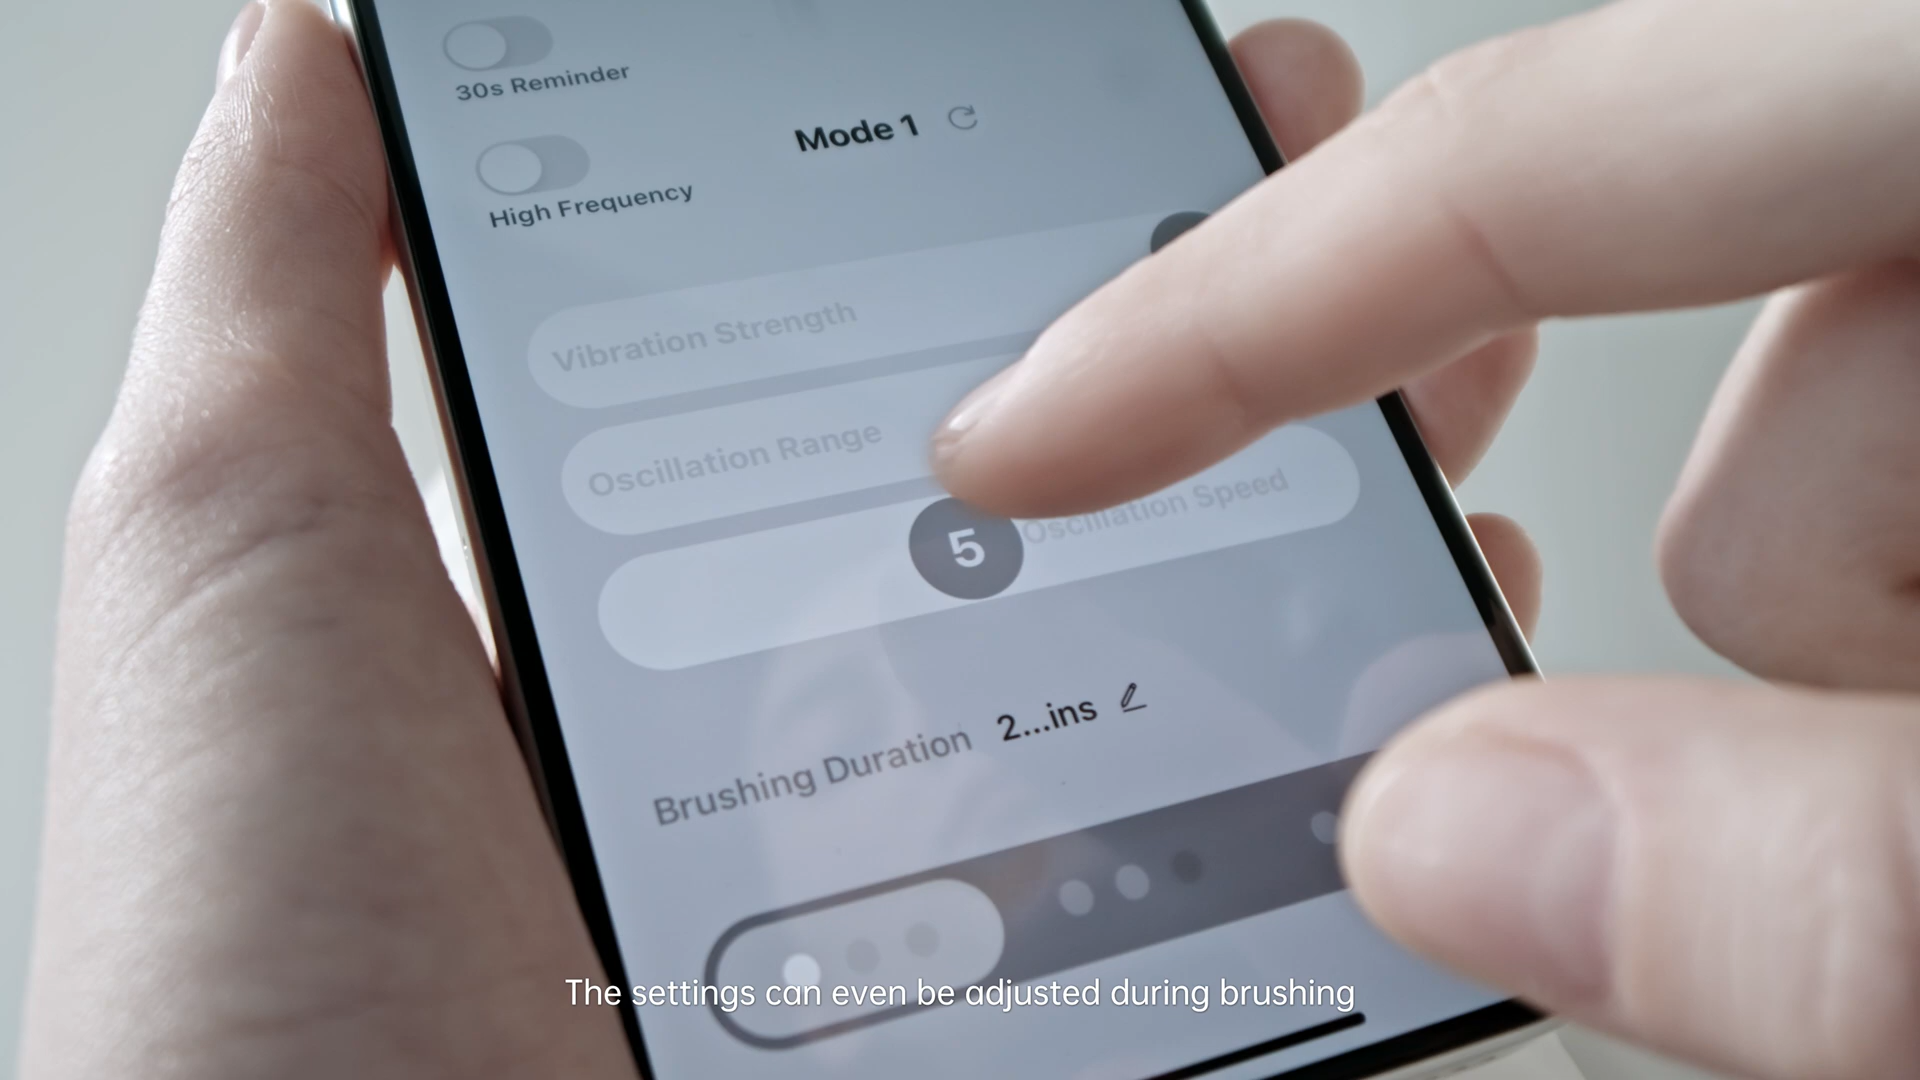 30s Reminder
Mode 1
High Frequency
Vibration Strength
Oscillation Range
5
Oscillation Speed
Brushing Duration 2...ins
The settings can even be adjusted during brushing